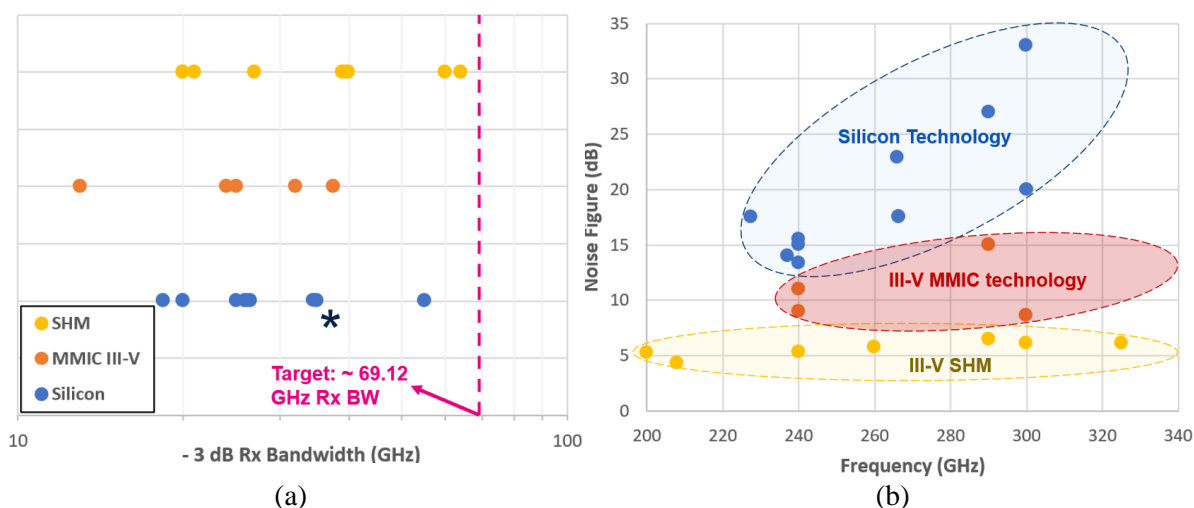 SHM
MMIC III-V
Silicon
*
Target: ~ 69.12
GHz Rx BW
10
100
- 3 dB Rx Bandwidth (GHz)
(a)
35
30
25
20
15
10
5
0
Noise Figure (dB)
Silicon Technology
III-V MMIC technology
III-V SHM
200
220
240
260
280
300
320
340
Frequency (GHz)
(b)